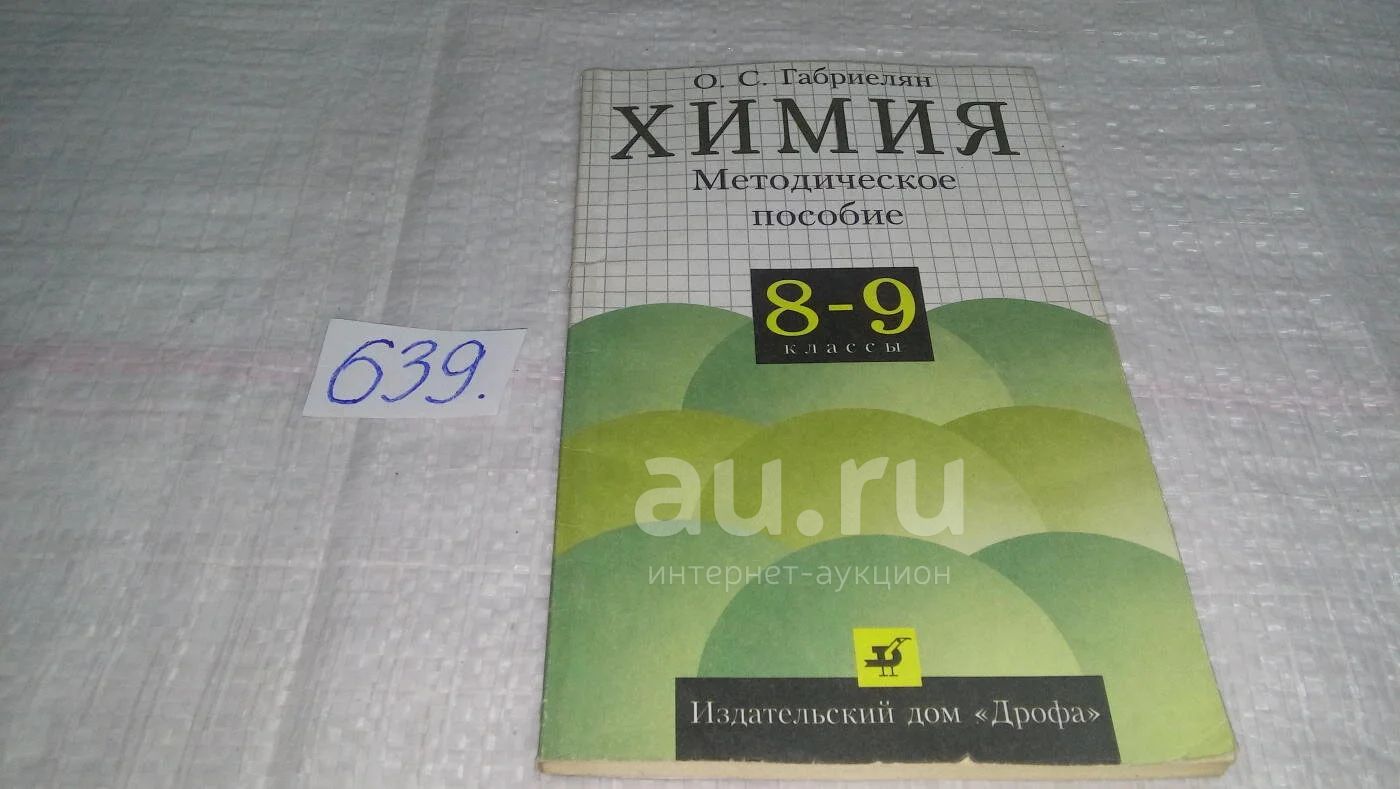 О. С. Габриелян
ХИМИЯ
Методическое
пособие
8-9
классы
639.
au.ru
интернет-аукцион
Издательский дом «Дрофа»